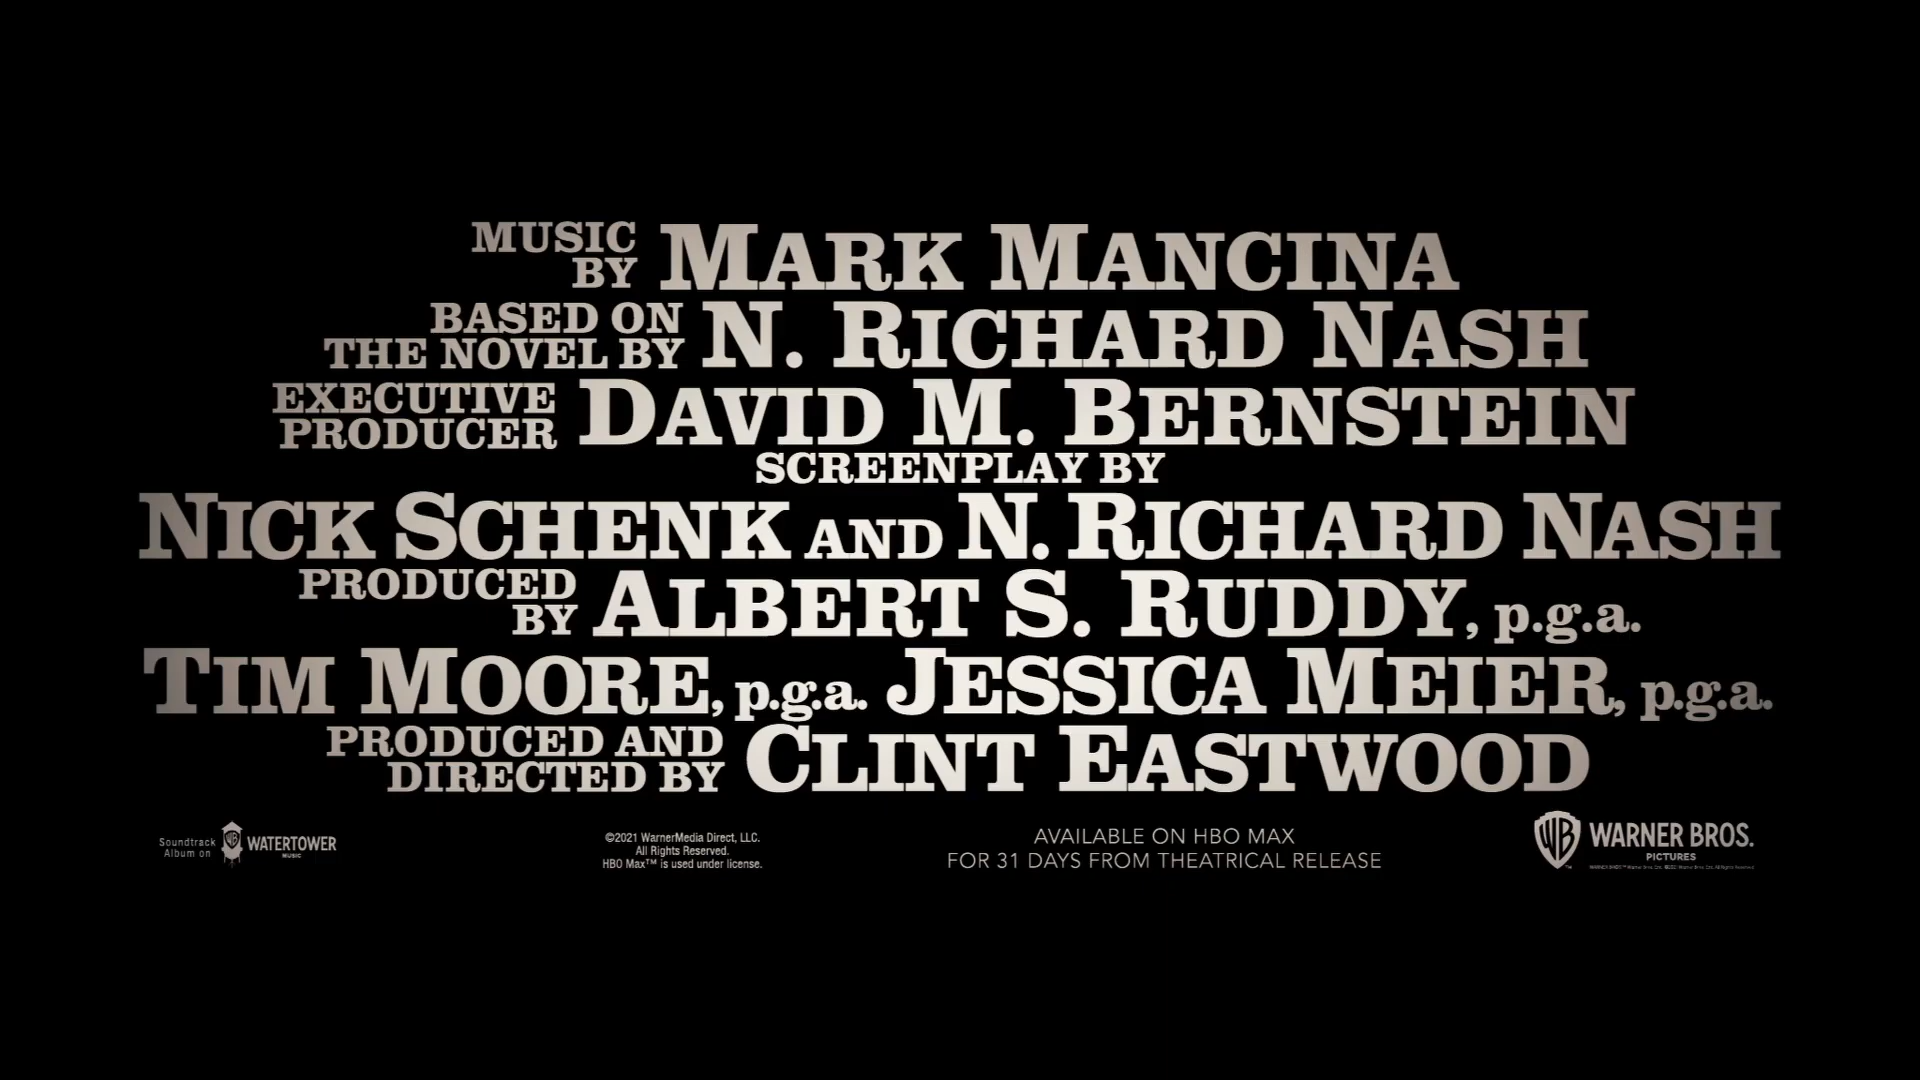 MUSIC BY MARK MANCINA
BASED ON THE NOVEL BY N. RICHARD NASH
EXECUTIVE PRODUCER DAVID M. BERNSTEIN
SCREENPLAY BY
NICK SCHENK AND N. RICHARD NASH
PRODUCED BY ALBERT S. RUDDY, p.g.a.
TIM MOORE, p.g.a. JESSICA MEIER, p.g.a.
PRODUCED AND DIRECTED BY CLINT EASTWOOD
Soundtrack Album on WB WATERTOWER MUSIC
©2021 WarnerMedia Direct, LLC.
All Rights Reserved.
HBO Max™ is used under license.
AVAILABLE ON HBO MAX
FOR 31 DAYS FROM THEATRICAL RELEASE
WB WARNER BROS.
PICTURES